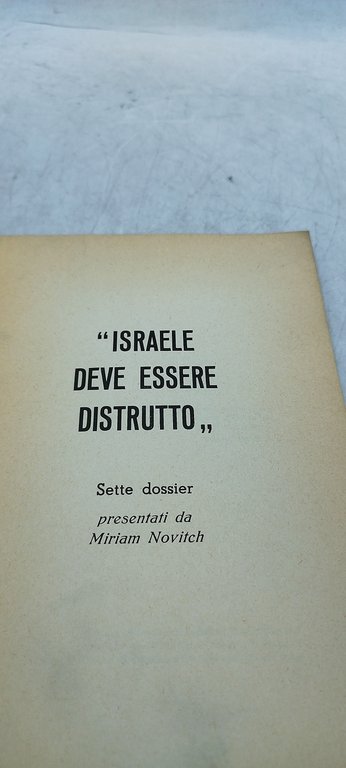 “ISRAELE
DEVE ESSERE
DISTRUTTO„
Sette dossier
presentati da
Miriam Novitch